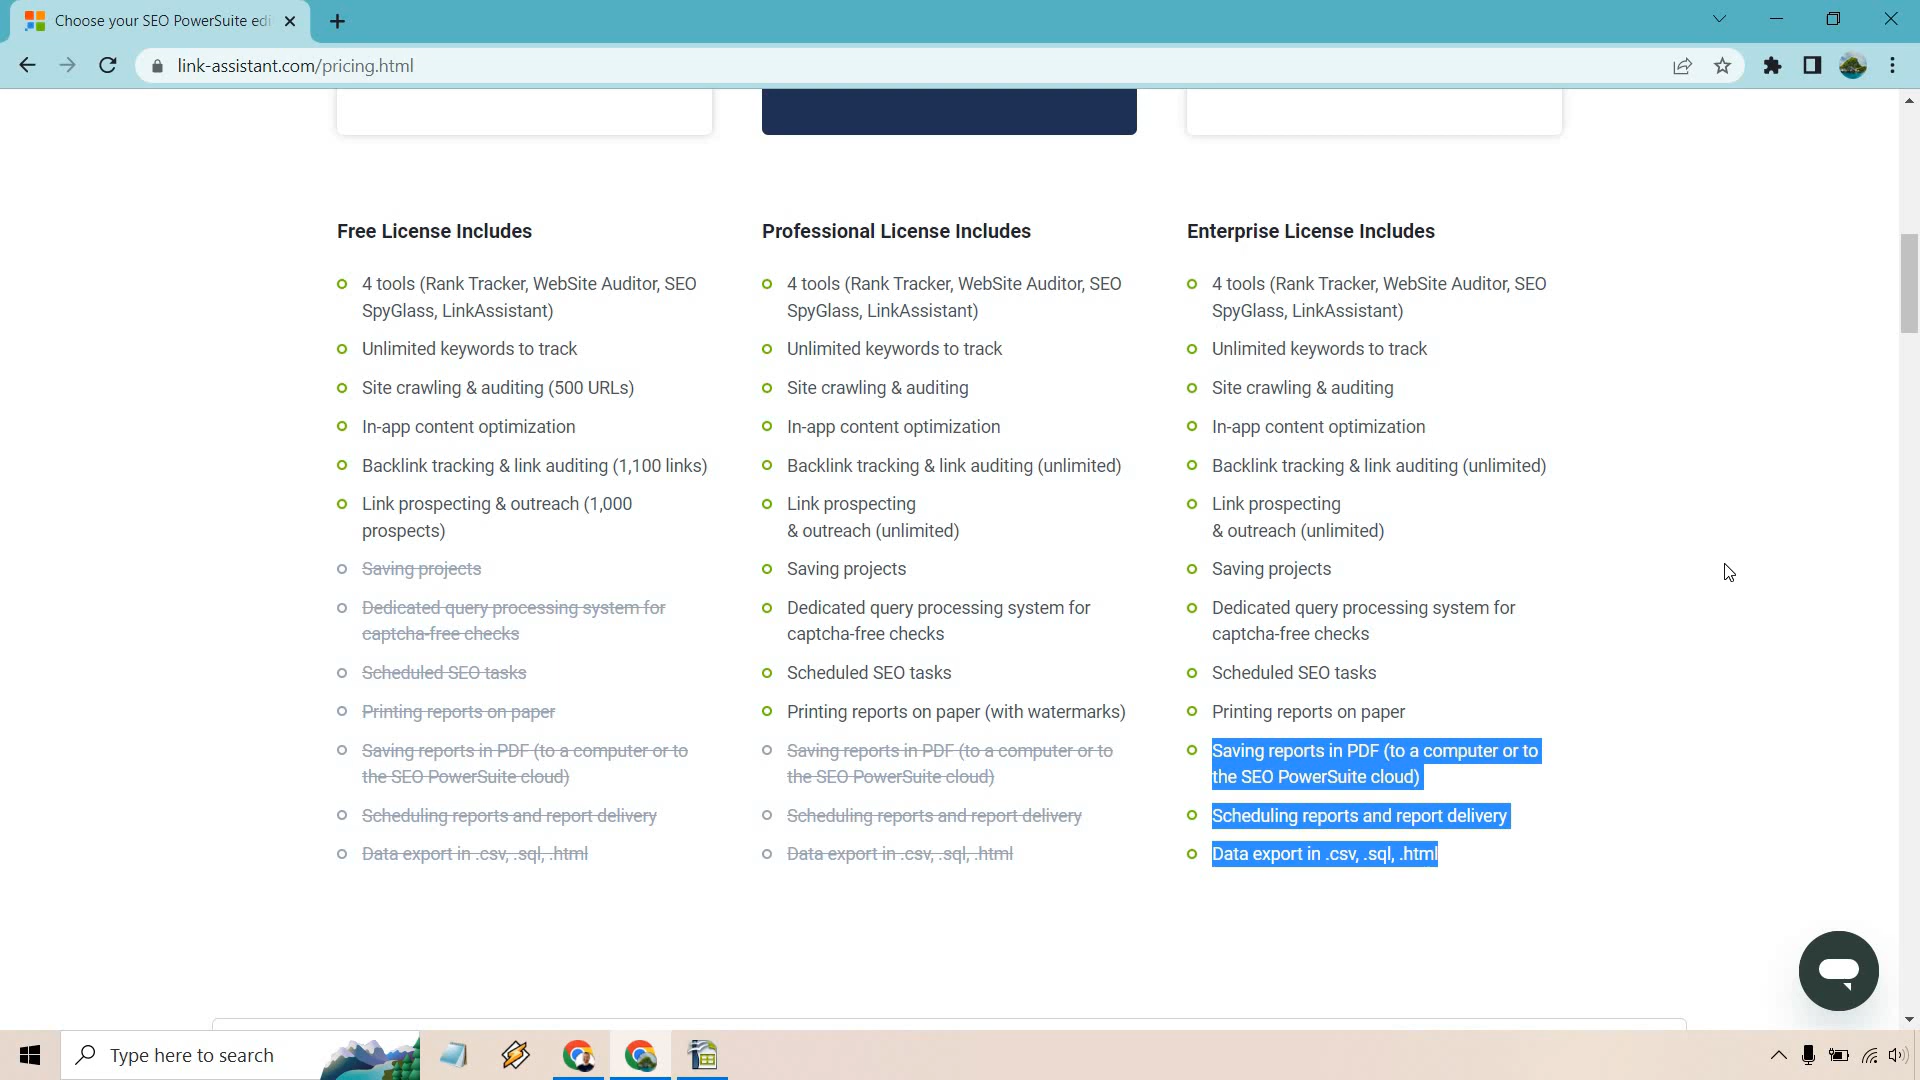 Choose your SEO PowerSuite edi
link-assistant.com/pricing.html
Free License Includes
4 tools (Rank Tracker, WebSite Auditor, SEO
SpyGlass, LinkAssistant)
Unlimited keywords to track
Site crawling & auditing (500 URLs)
In-app content optimization
Backlink tracking & link auditing (1,100 links)
Link prospecting & outreach (1,000
prospects)
Saving projects
Dedicated query processing system for
captcha-free checks
Scheduled SEO tasks
Printing reports on paper
Saving reports in PDF (to a computer or to
the SEO PowerSuite cloud)
Scheduling reports and report delivery
Data export in .csv, .sql, .html
Professional License Includes
4 tools (Rank Tracker, WebSite Auditor, SEO
SpyGlass, LinkAssistant)
Unlimited keywords to track
Site crawling & auditing
In-app content optimization
Backlink tracking & link auditing (unlimited)
Link prospecting
& outreach (unlimited)
Saving projects
Dedicated query processing system for
captcha-free checks
Scheduled SEO tasks
Printing reports on paper (with watermarks)
Saving reports in PDF (to a computer or to
the SEO PowerSuite cloud)
Scheduling reports and report delivery
Data export in .csv, .sql, .html
Enterprise License Includes
4 tools (Rank Tracker, WebSite Auditor, SEO
SpyGlass, LinkAssistant)
Unlimited keywords to track
Site crawling & auditing
In-app content optimization
Backlink tracking & link auditing (unlimited)
Link prospecting
& outreach (unlimited)
Saving projects
Dedicated query processing system for
captcha-free checks
Scheduled SEO tasks
Printing reports on paper
Saving reports in PDF (to a computer or to
the SEO PowerSuite cloud)
Scheduling reports and report delivery
Data export in .csv, .sql, .html
Type here to search